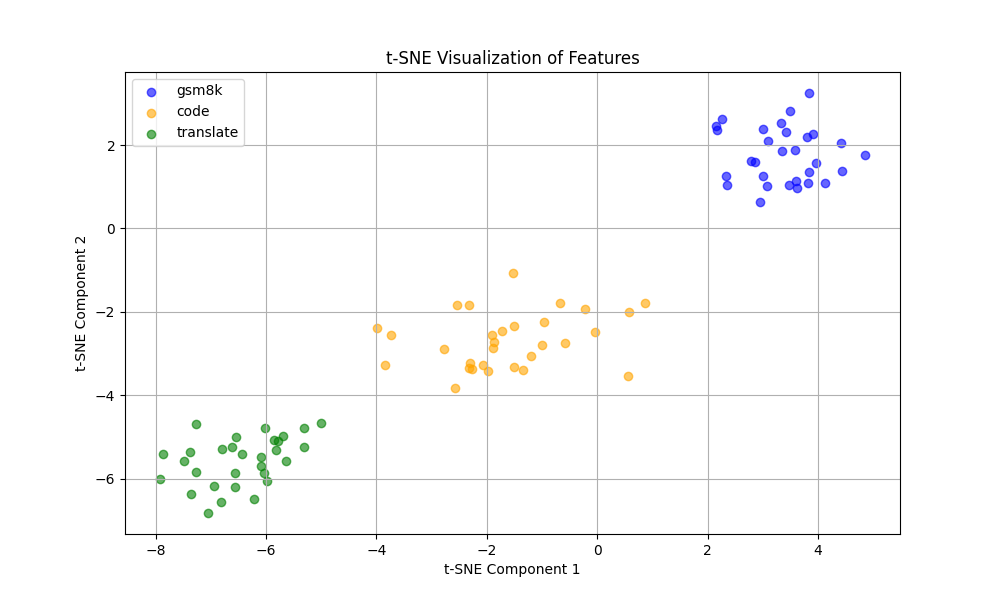 t-SNE Visualization of Features
gsm8k
code
translate
t-SNE Component 2
2
0
−2
−4
−6
−8 −6 −4 −2 0 2 4
t-SNE Component 1